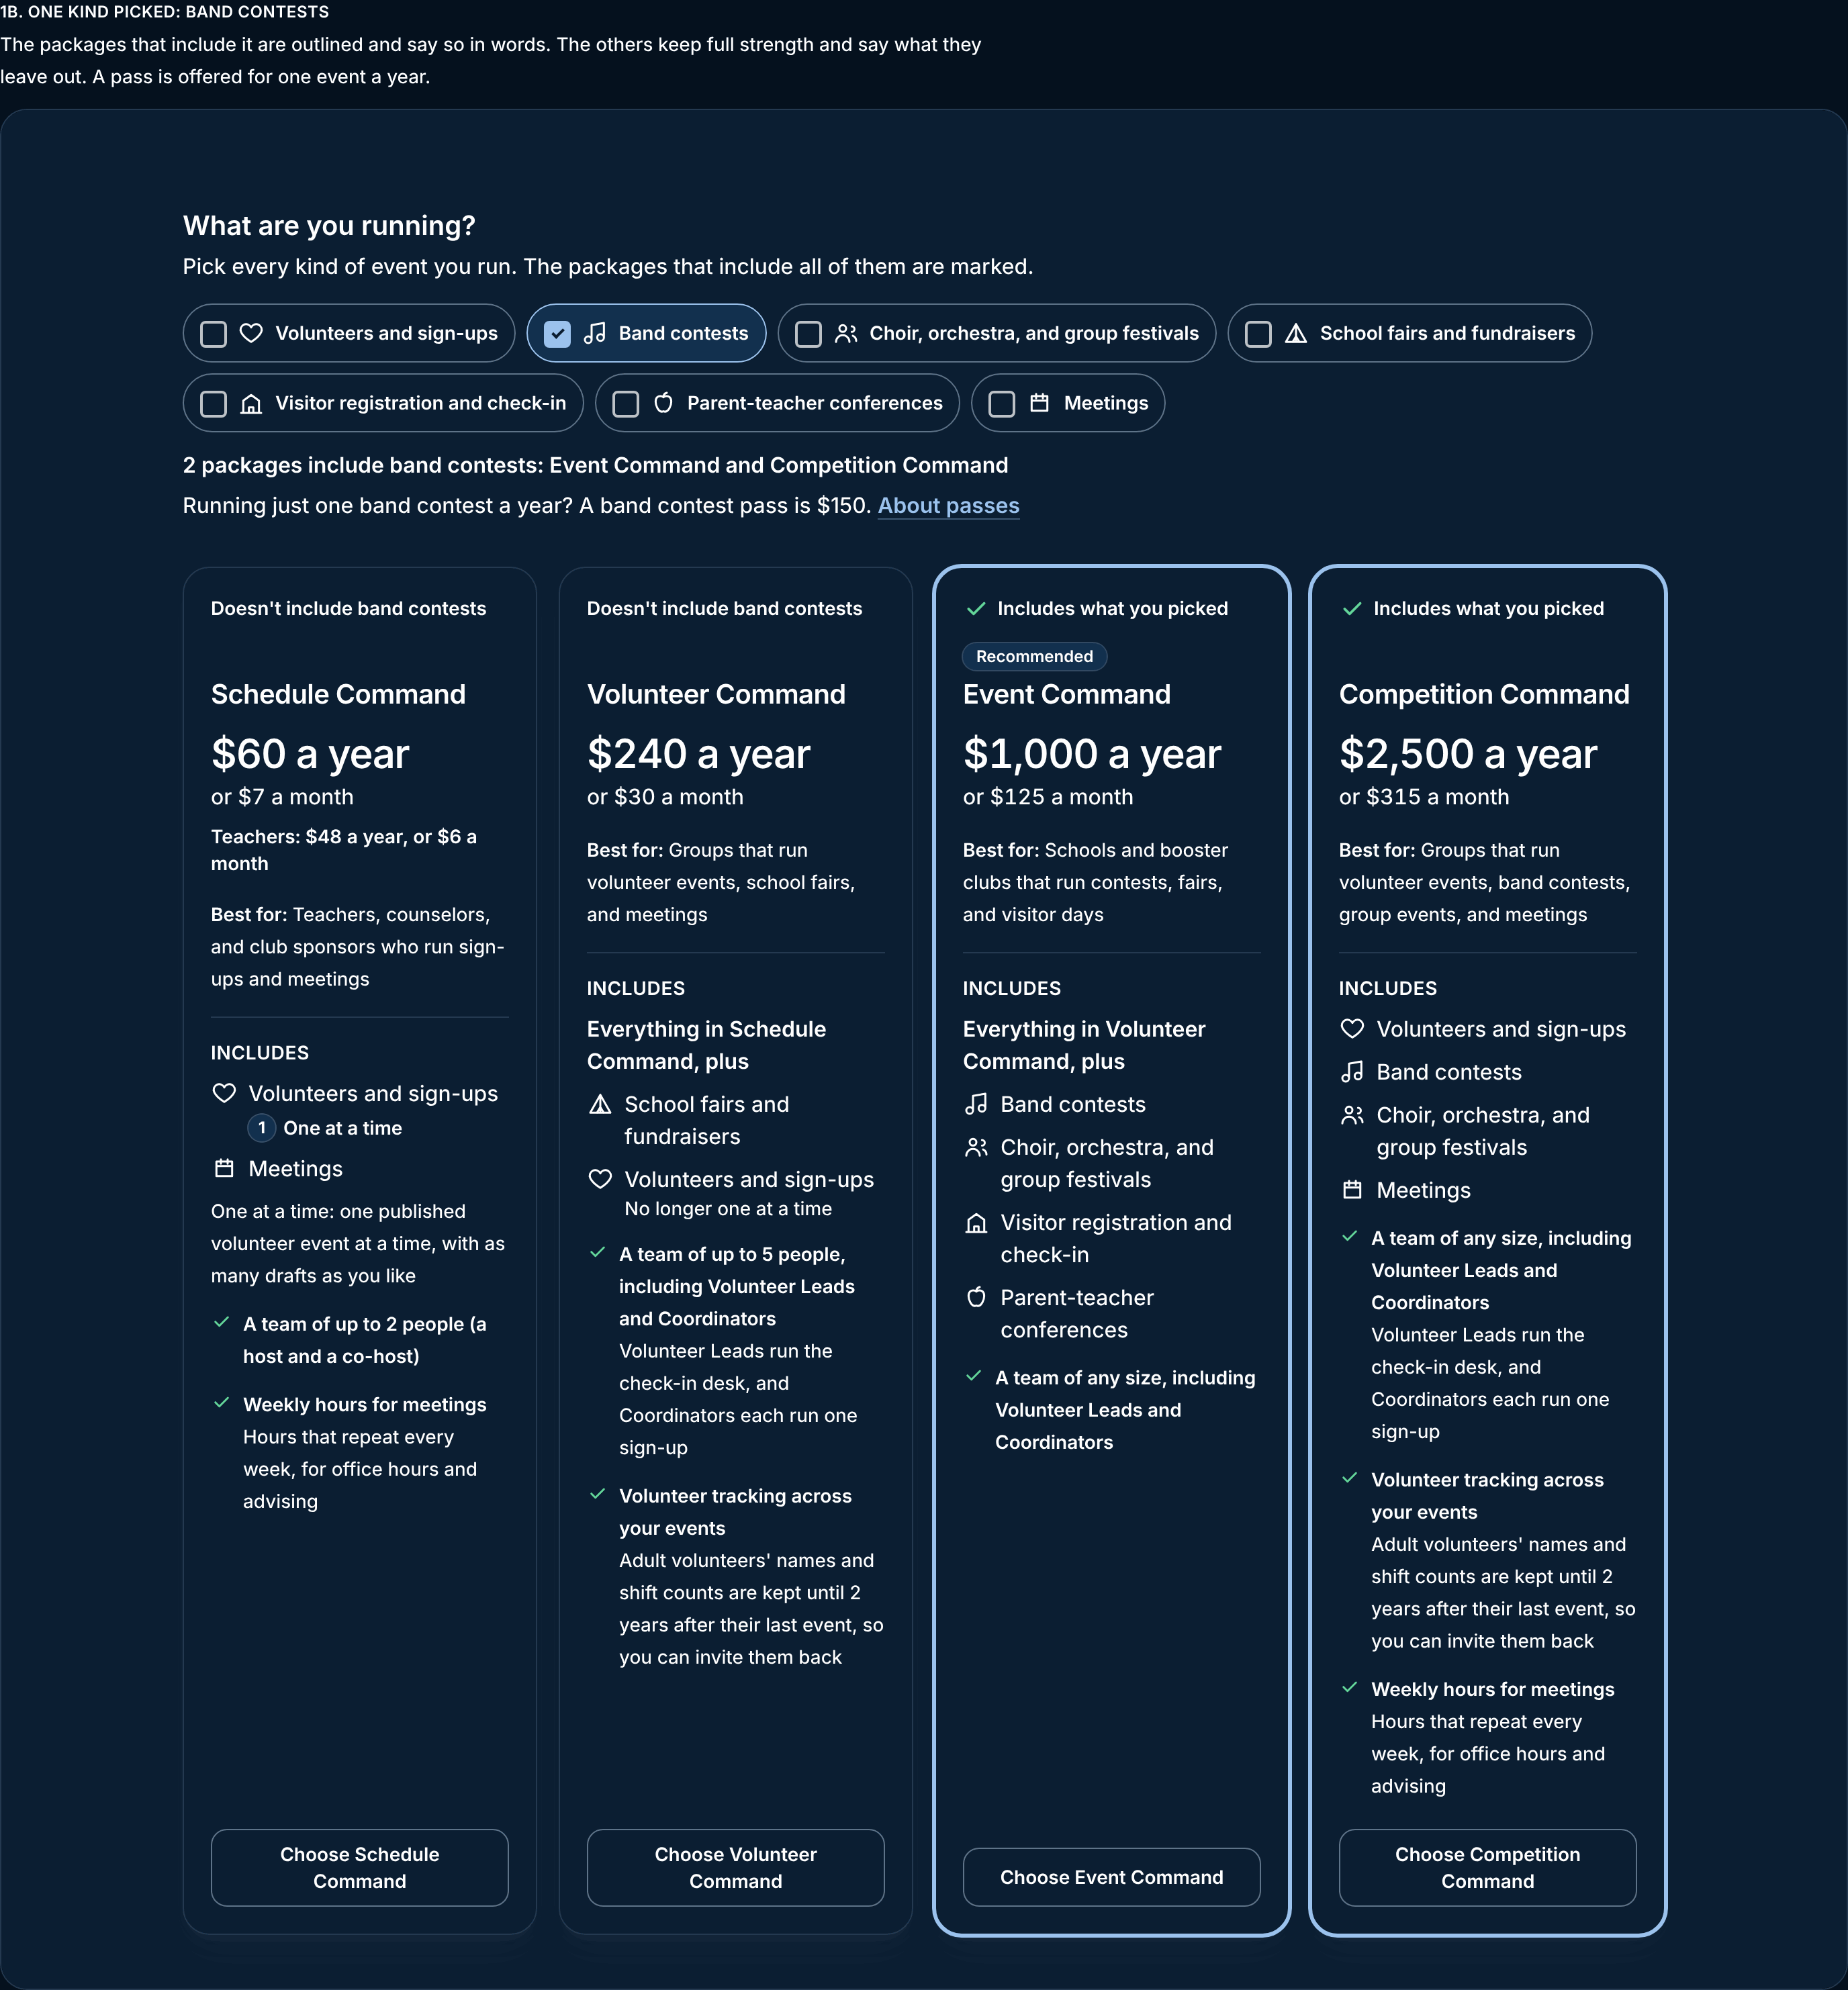 1B. ONE KIND PICKED: BAND CONTESTS
The packages that include it are outlined and say so in words. The others keep full strength and say what they
leave out. A pass is offered for one event a year.
What are you running?
Pick every kind of event you run. The packages that include all of them are marked.
Volunteers and sign-ups
Band contests
Choir, orchestra, and group festivals
School fairs and fundraisers
Visitor registration and check-in
Parent-teacher conferences
Meetings
2 packages include band contests: Event Command and Competition Command
Running just one band contest a year? A band contest pass is $150. About passes
Doesn't include band contests
Schedule Command
$60 a year
or $7 a month
Teachers: $48 a year, or $6 a
month
Best for: Teachers, counselors,
and club sponsors who run sign-
ups and meetings
INCLUDES
Volunteers and sign-ups
1 One at a time
Meetings
One at a time: one published
volunteer event at a time, with as
many drafts as you like
A team of up to 2 people (a
host and a co-host)
Weekly hours for meetings
Hours that repeat every
week, for office hours and
advising
Choose Schedule
Command
Doesn't include band contests
Volunteer Command
$240 a year
or $30 a month
Best for: Groups that run
volunteer events, school fairs,
and meetings
INCLUDES
Everything in Schedule
Command, plus
School fairs and
fundraisers
Volunteers and sign-ups
No longer one at a time
A team of up to 5 people,
including Volunteer Leads
and Coordinators
Volunteer Leads run the
check-in desk, and
Coordinators each run one
sign-up
Volunteer tracking across
your events
Adult volunteers' names and
shift counts are kept until 2
years after their last event, so
you can invite them back
Choose Volunteer
Command
Includes what you picked
Recommended
Event Command
$1,000 a year
or $125 a month
Best for: Schools and booster
clubs that run contests, fairs,
and visitor days
INCLUDES
Everything in Volunteer
Command, plus
Band contests
Choir, orchestra, and
group festivals
Visitor registration and
check-in
Parent-teacher
conferences
A team of any size, including
Volunteer Leads and
Coordinators
Choose Event Command
Includes what you picked
Competition Command
$2,500 a year
or $315 a month
Best for: Groups that run
volunteer events, band contests,
group events, and meetings
INCLUDES
Volunteers and sign-ups
Band contests
Choir, orchestra, and
group festivals
Meetings
A team of any size, including
Volunteer Leads and
Coordinators
Volunteer Leads run the
check-in desk, and
Coordinators each run one
sign-up
Volunteer tracking across
your events
Adult volunteers' names and
shift counts are kept until 2
years after their last event, so
you can invite them back
Weekly hours for meetings
Hours that repeat every
week, for office hours and
advising
Choose Competition
Command